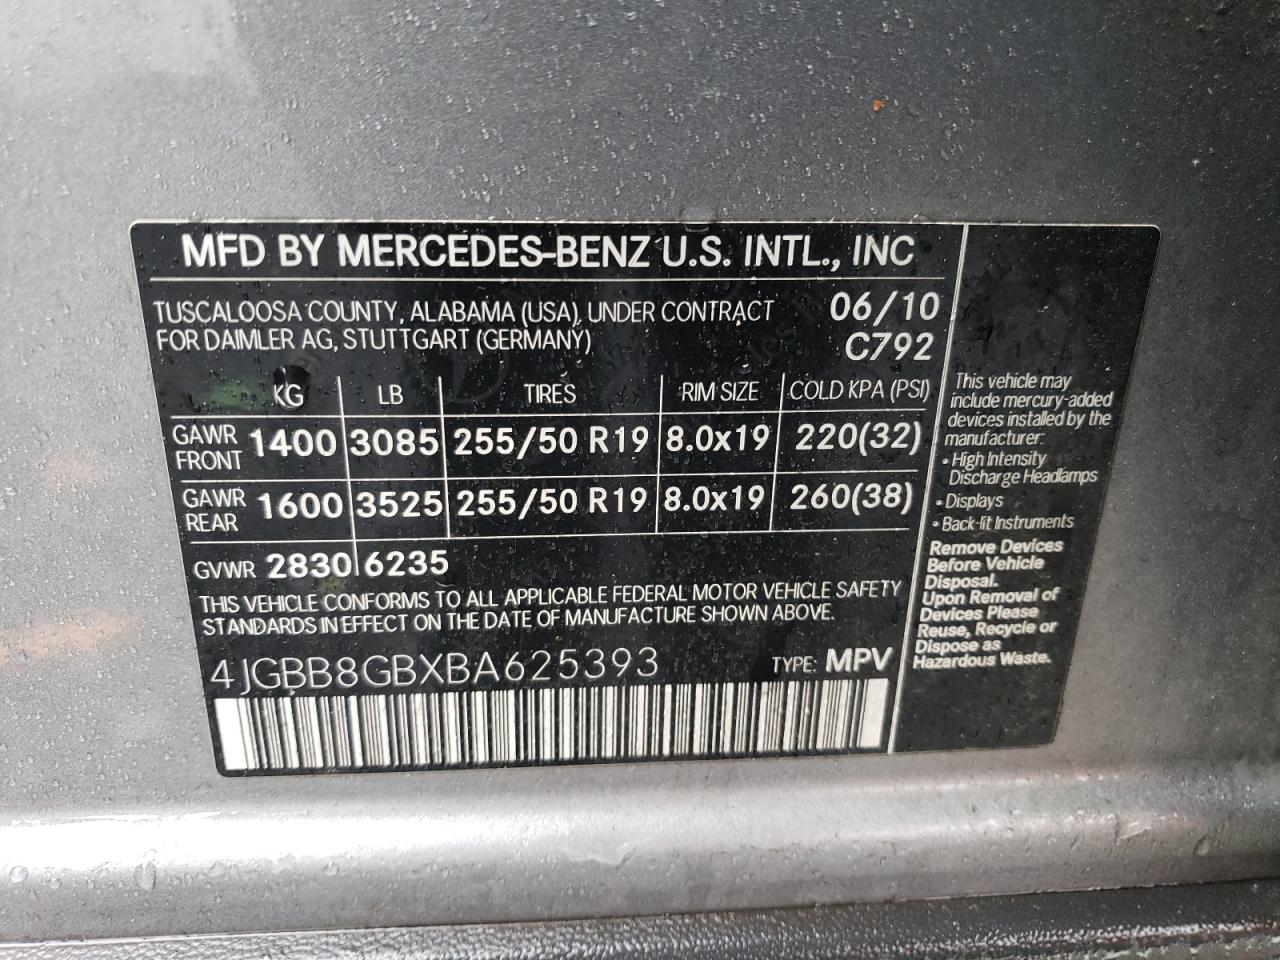 MFD BY MERCEDES-BENZ U.S. INTL., INC
TUSCALOOSA COUNTY, ALABAMA (USA), UNDER CONTRACT
FOR DAIMLER AG, STUTTGART (GERMANY)
06/10
C792
KG LB TIRES RIM SIZE COLD KPA (PSI)
GAWR FRONT 1400 3085 255/50 R19 8.0x19 220(32)
GAWR REAR 1600 3525 255/50 R19 8.0x19 260(38)
GVWR 2830 6235
THIS VEHICLE CONFORMS TO ALL APPLICABLE FEDERAL MOTOR VEHICLE SAFETY
STANDARDS IN EFFECT ON THE DATE OF MANUFACTURE SHOWN ABOVE.
4JGBB8GBXBA625393 TYPE: MPV
This vehicle may
include mercury-added
devices installed by the
manufacturer:
• High Intensity
Discharge Headlamps
• Displays
• Back-lit Instruments
Remove Devices
Before Vehicle
Disposal.
Upon Removal of
Devices Please
Reuse, Recycle or
Dispose as
Hazardous Waste.